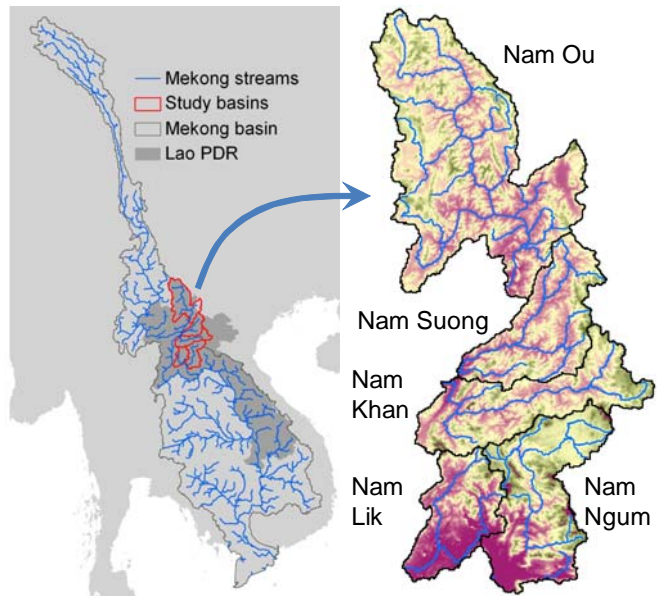 Mekong streams
Study basins
Mekong basin
Lao PDR
Nam Ou
Nam Suong
Nam
Khan
Nam
Lik
Nam
Ngum